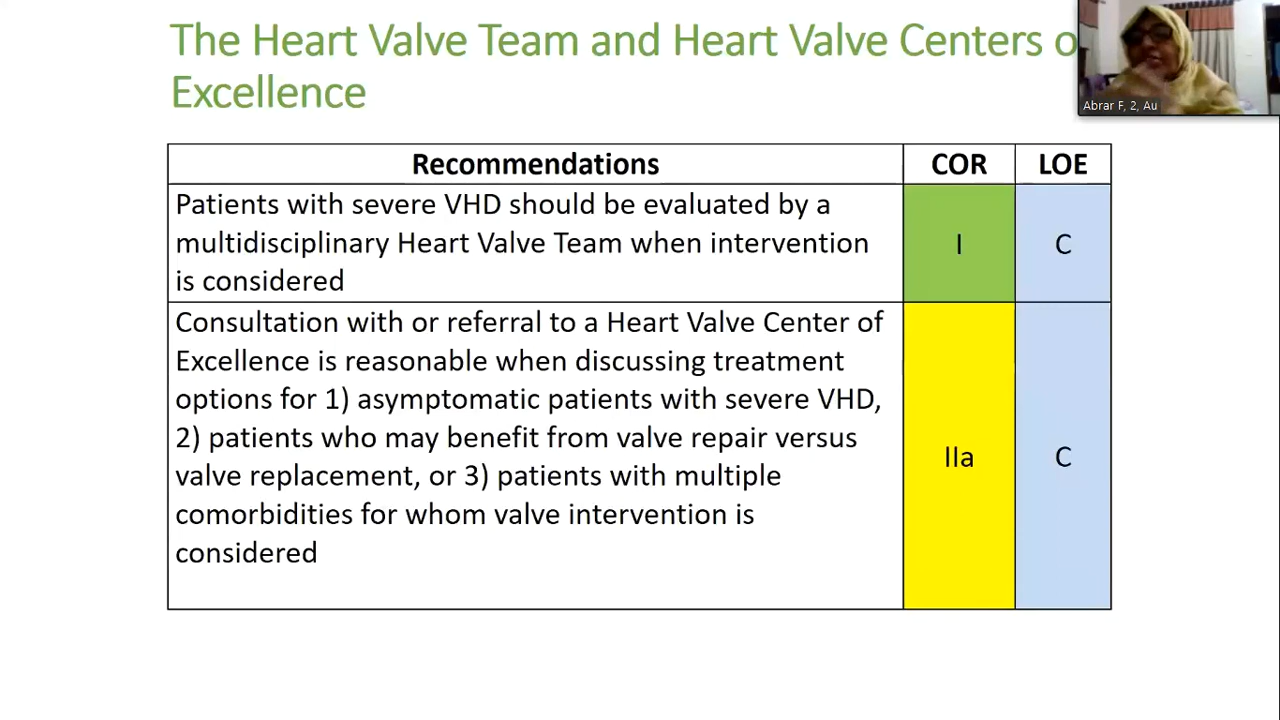 The Heart Valve Team and Heart Valve Centers o
Excellence
Abrar F, 2, Au
Recommendations COR LOE
Patients with severe VHD should be evaluated by a
multidisciplinary Heart Valve Team when intervention
is considered
I C
Consultation with or referral to a Heart Valve Center of
Excellence is reasonable when discussing treatment
options for 1) asymptomatic patients with severe VHD,
2) patients who may benefit from valve repair versus
valve replacement, or 3) patients with multiple
comorbidities for whom valve intervention is
considered
IIa C